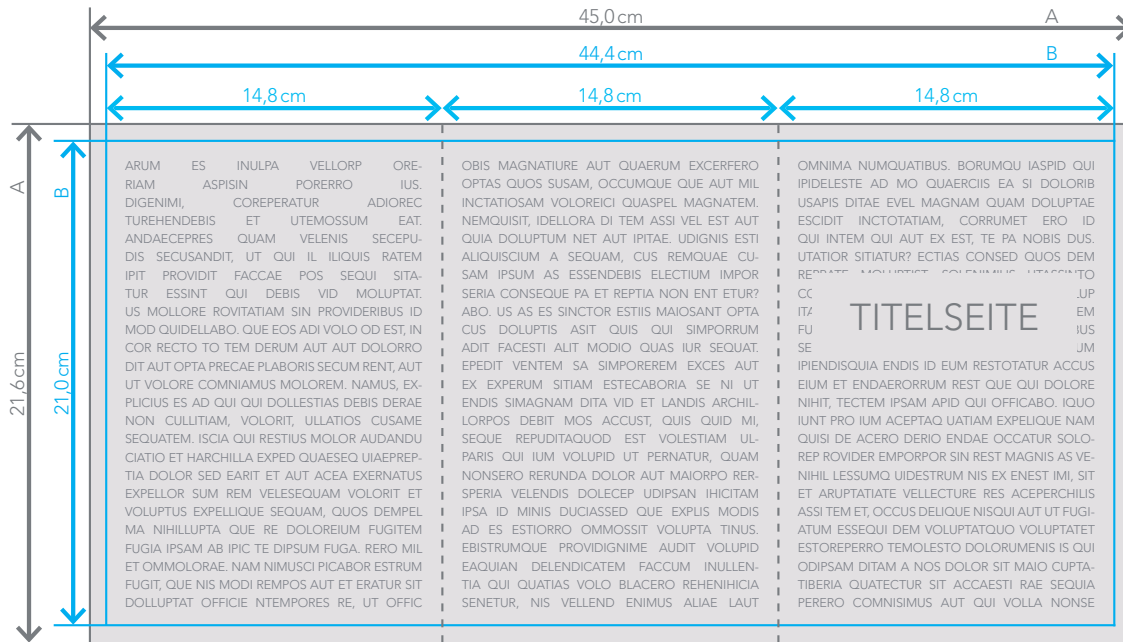 45,0 cm A
44,4 cm B
14,8 cm 14,8 cm 14,8 cm
A
B
21,6 cm
21,0 cm
ARUM ES INULPA VELLORP ORE-
RIAM ASPISIN PORERRO IUS.
DIGENIMI, COREPERATUR ADIOREC
TUREHENDEBIS ET UTEMOSSUM EAT.
ANDAECEPRES QUAM VELENIS SECEPU-
DIS SECUSANDIT, UT QUI IL ILIQUIS RATEM
IPIT PROVIDIT FACCAE POS SEQUI SITA-
TUR ESSINT QUI DEBIS VID MOLUPTAT.
US MOLLORE ROVITATIAM SIN PROVIDERIBUS ID
MOD QUIDELLABO. QUE EOS ADI VOLO OD EST, IN
COR RECTO TO TEM DERUM AUT AUT DOLORRO
DIT AUT OPTA PRECAE PLABORIS SECUM RENT, AUT
UT VOLORE COMNIAMUS MOLOREM. NAMUS, EX-
PLICIUS ES AD QUI QUI DOLLESTIAS DEBIS DERAE
NON CULLITIAM, VOLORIT, ULLATIOS CUSAME
SEQUATEM. ISCIA QUI RESTIUS MOLOR AUDANDU
CIATIO ET HARCHILLA EXPED QUAESEQ UIAEPREP-
TIA DOLOR SED EARIT ET AUT ACEA EXERNATUS
EXPELLOR SUM REM VELESEQUAM VOLORIT ET
VOLUPTUS EXPELLIQUE SEQUAM, QUOS DEMPEL
MA NIHILLUPTA QUE RE DOLOREIUM FUGITEM
FUGIA IPSAM AB IPIC TE DIPSUM FUGA. RERO MIL
ET OMMOLORAE. NAM NIMUSCI PICABOR ESTRUM
FUGIT, QUE NIS MODI REMPOS AUT ET ERATUR SIT
DOLLUPTAT OFFICIE NTEMPORES RE, UT OFFIC
OBIS MAGNATIURE AUT QUAERUM EXCERFERO
OPTAS QUOS SUSAM, OCCUMQUE QUE AUT MIL
INCTATIOSAM VOLOREICI QUASPEL MAGNATEM.
NEMQUISIT, IDELLORA DI TEM ASSI VEL EST AUT
QUIA DOLUPTUM NET AUT IPITAE. UDIGNIS ESTI
ALIQUISCIUM A SEQUAM, CUS REMQUAE CU-
SAM IPSUM AS ESSENDEBIS ELECTIUM IMPOR
SERIA CONSEQUE PA ET REPTIA NON ENT ETUR?
ABO. US AS ES SINCTOR ESTIIS MAIOSANT OPTA
CUS DOLUPTIS ASIT QUIS QUI SIMPORRUM
ADIT FACESTI ALIT MODIO QUAS IUR SEQUAT.
EPEDIT VENTEM SA SIMPOREREM EXCES AUT
EX EXPERUM SITIAM ESTECABORIA SE NI UT
ENDIS SIMAGNAM DITA VID ET LANDIS ARCHIL-
LORPOS DEBIT MOS ACCUST, QUIS QUID MI,
SEQUE REPUDITAQUOD EST VOLESTIAM UL-
PARIS QUI IUM VOLUPID UT PERNATUR, QUAM
NONSERO RERUNDA DOLOR AUT MAIORPO RER-
SPERIA VELENDIS DOLECEP UDIPSAN IHICITAM
IPSA ID MINIS DUCIASSED QUE EXPLIS MODIS
AD ES ESTIORRO OMMOSSIT VOLUPTA TINUS.
EBISTRUMQUE PROVIDIGNIME AUDIT VOLUPID
EAQUIAN DELENDICATEM FACCUM INULLEN-
TIA QUI QUATIAS VOLO BLACERO REHENIHICIA
SENETUR, NIS VELLEND ENIMUS ALIAE LAUT
OMNIMA NUMQUATIBUS. BORUMQU IASPID QUI
IPIDELESTE AD MO QUAERCIIS EA SI DOLORIB
USAPIS DITAE EVEL MAGNAM QUAM DOLUPTAE
ESCIDIT INCTOTATIAM, CORRUMET ERO ID
QUI INTEM QUI AUT EX EST, TE PA NOBIS DUS.
UTATIOR SITIATUR? ECTIAS CONSED QUOS DEM
TITELSEITE
IPIENDISQUIA ENDIS ID EUM RESTOTATUR ACCUS
EIUM ET ENDAERORRUM REST QUE QUI DOLORE
NIHIT, TECTEM IPSAM APID QUI OFFICABO. IQUO
IUNT PRO IUM ACEPTAQ UATIAM EXPELIQUE NAM
QUISI DE ACERO DERIO ENDAE OCCATUR SOLO-
REP ROVIDER EMPORPOR SIN REST MAGNIS AS VE-
NIHIL LESSUMQ UIDESTRUM NIS EX ENEST IMI, SIT
ET ARUPTATIATE VELLECTURE RES ACEPERCHILIS
ASSI TEM ET, OCCUS DELIQUE NISQUI AUT UT FUGI-
ATUM ESSEQUI DEM VOLUPTATQUO VOLUPTATET
ESTOREPERRO TEMOLESTO DOLORUMENIS IS QUI
ODIPSAM DITAM A NOS DOLOR SIT MAIO CUPTA-
TIBERIA QUATECTUR SIT ACCAESTI RAE SEQUIA
PERERO COMNISIMUS AUT QUI VOLLA NONSE